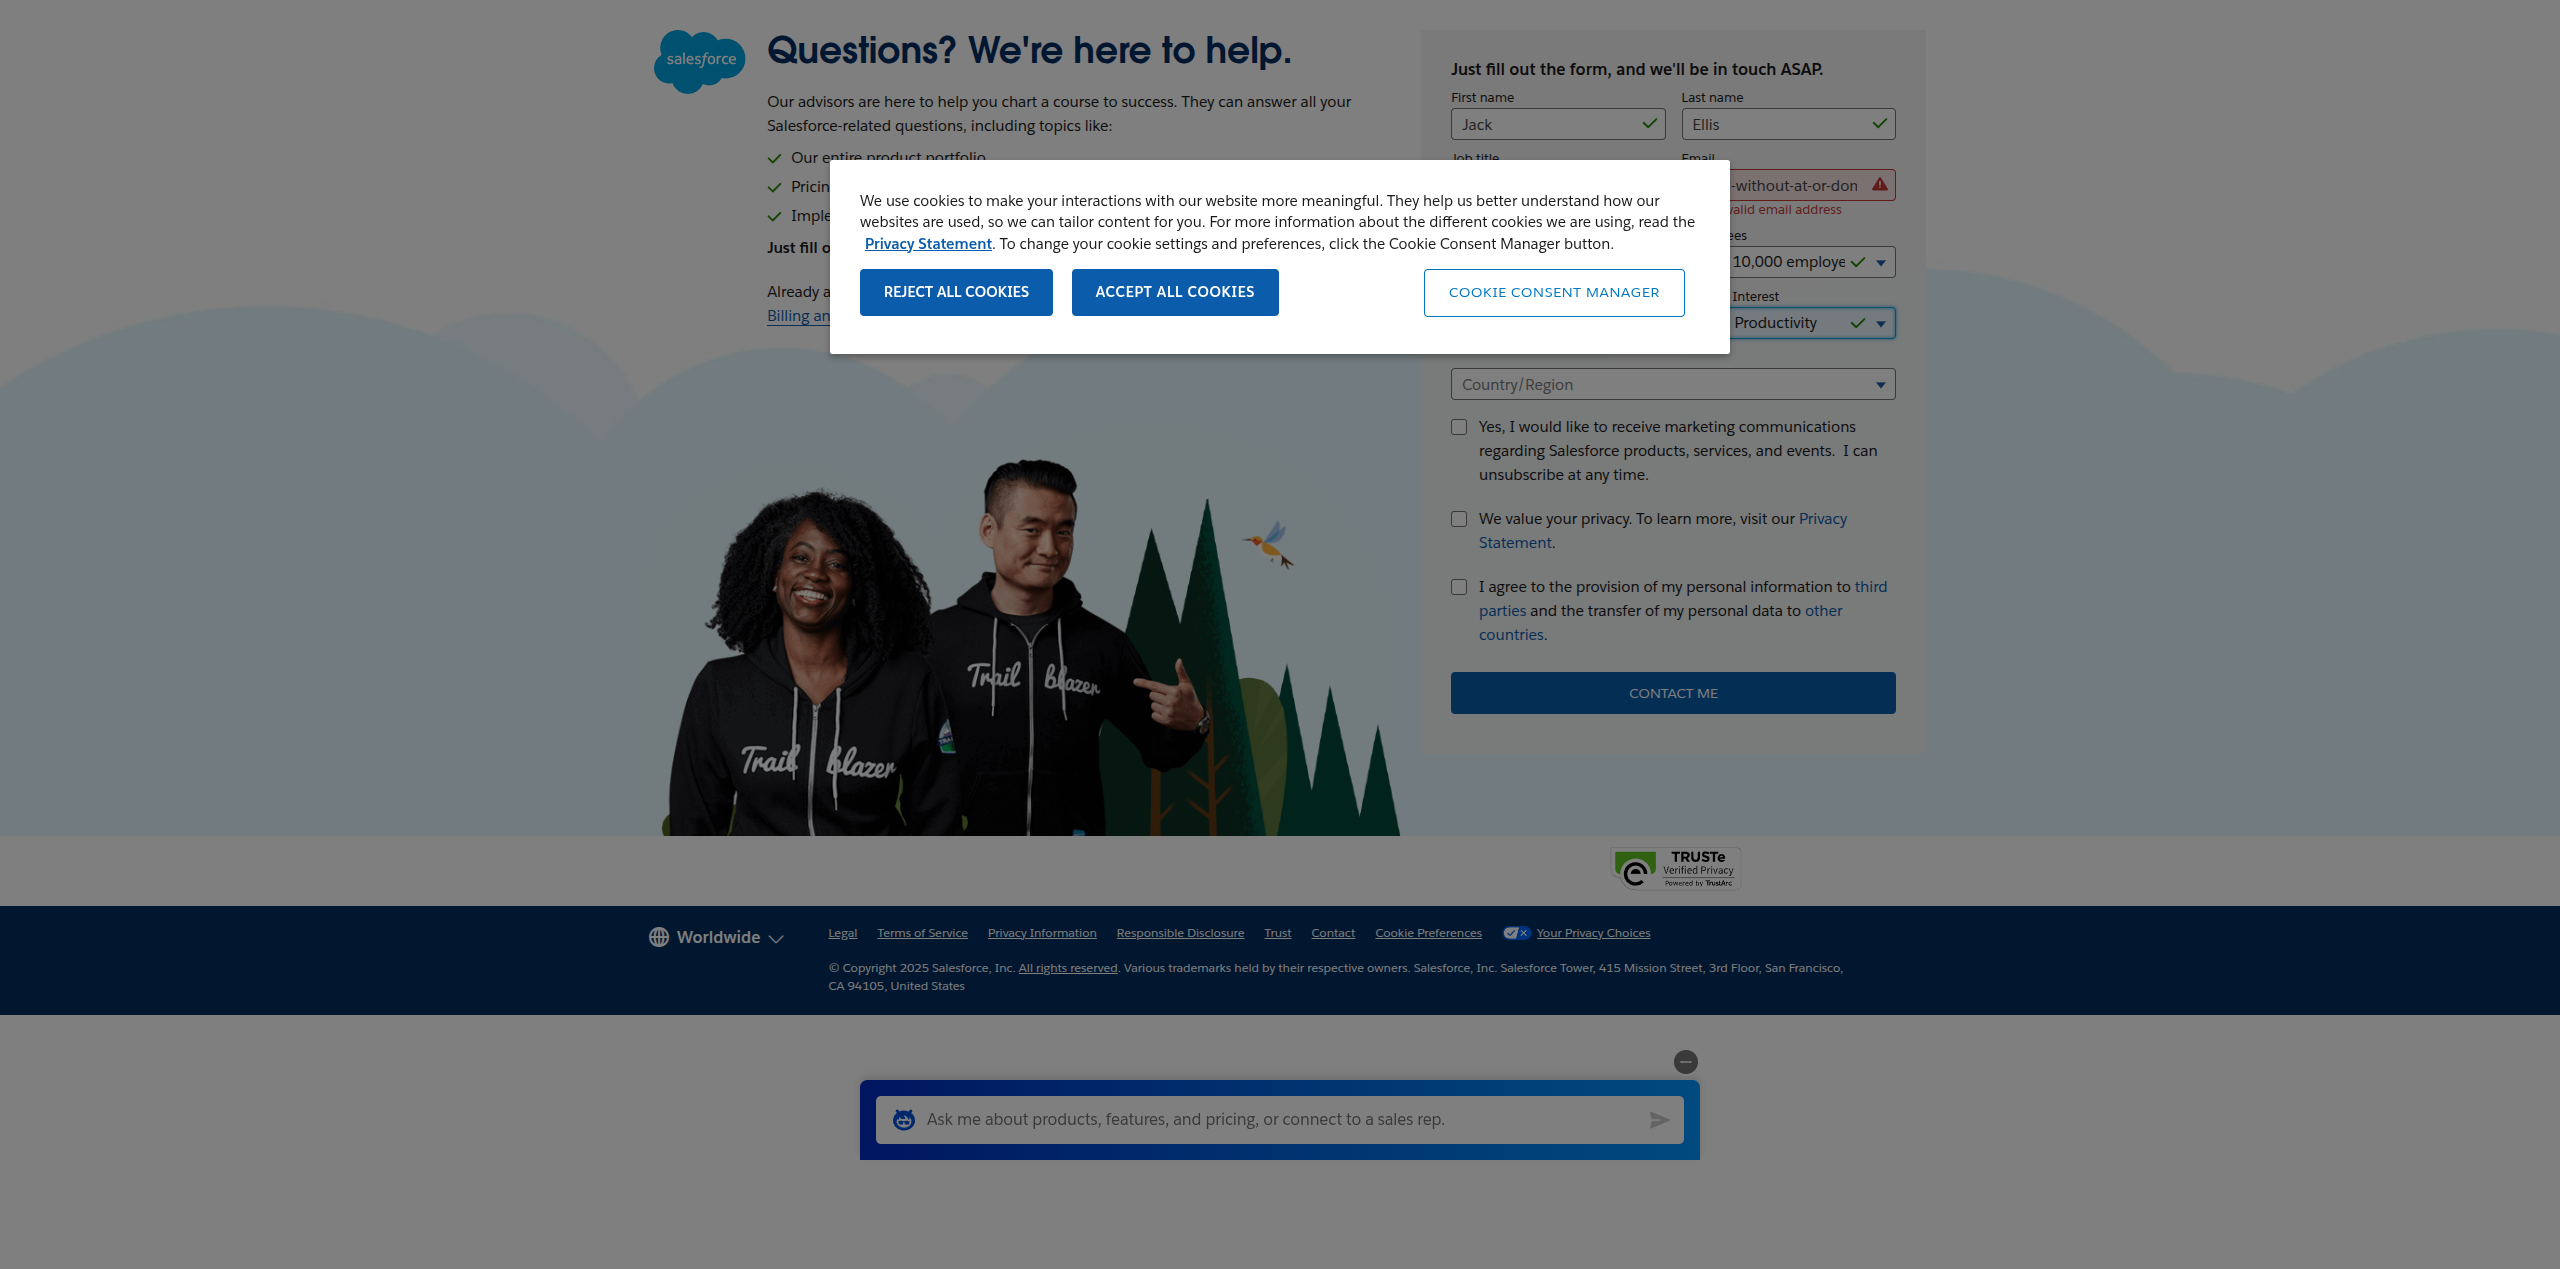 salesforce
Questions? We're here to help.
Our advisors are here to help you chart a course to success. They can answer all your
Salesforce-related questions, including topics like:
Our entire product portfolio
Pricin
Imple
Just fill o
Already a
Billing an
Just fill out the form, and we'll be in touch ASAP.
First name
Last name
Jack
Ellis
Job title
Email
-without-at-or-don
valid email address
ees
10,000 employe
Interest
Productivity
Country/Region
Yes, I would like to receive marketing communications
regarding Salesforce products, services, and events. I can
unsubscribe at any time.
We value your privacy. To learn more, visit our Privacy
Statement.
I agree to the provision of my personal information to third
parties and the transfer of my personal data to other
countries.
CONTACT ME
We use cookies to make your interactions with our website more meaningful. They help us better understand how our
websites are used, so we can tailor content for you. For more information about the different cookies we are using, read the
Privacy Statement. To change your cookie settings and preferences, click the Cookie Consent Manager button.
REJECT ALL COOKIES
ACCEPT ALL COOKIES
COOKIE CONSENT MANAGER
Trail Blazer
Trail Blazer
TRUSTe
Verified Privacy
Powered by TrustArc
Worldwide
Legal Terms of Service Privacy Information Responsible Disclosure Trust Contact Cookie Preferences Your Privacy Choices
© Copyright 2025 Salesforce, Inc. All rights reserved. Various trademarks held by their respective owners. Salesforce, Inc. Salesforce Tower, 415 Mission Street, 3rd Floor, San Francisco,
CA 94105, United States
Ask me about products, features, and pricing, or connect to a sales rep.